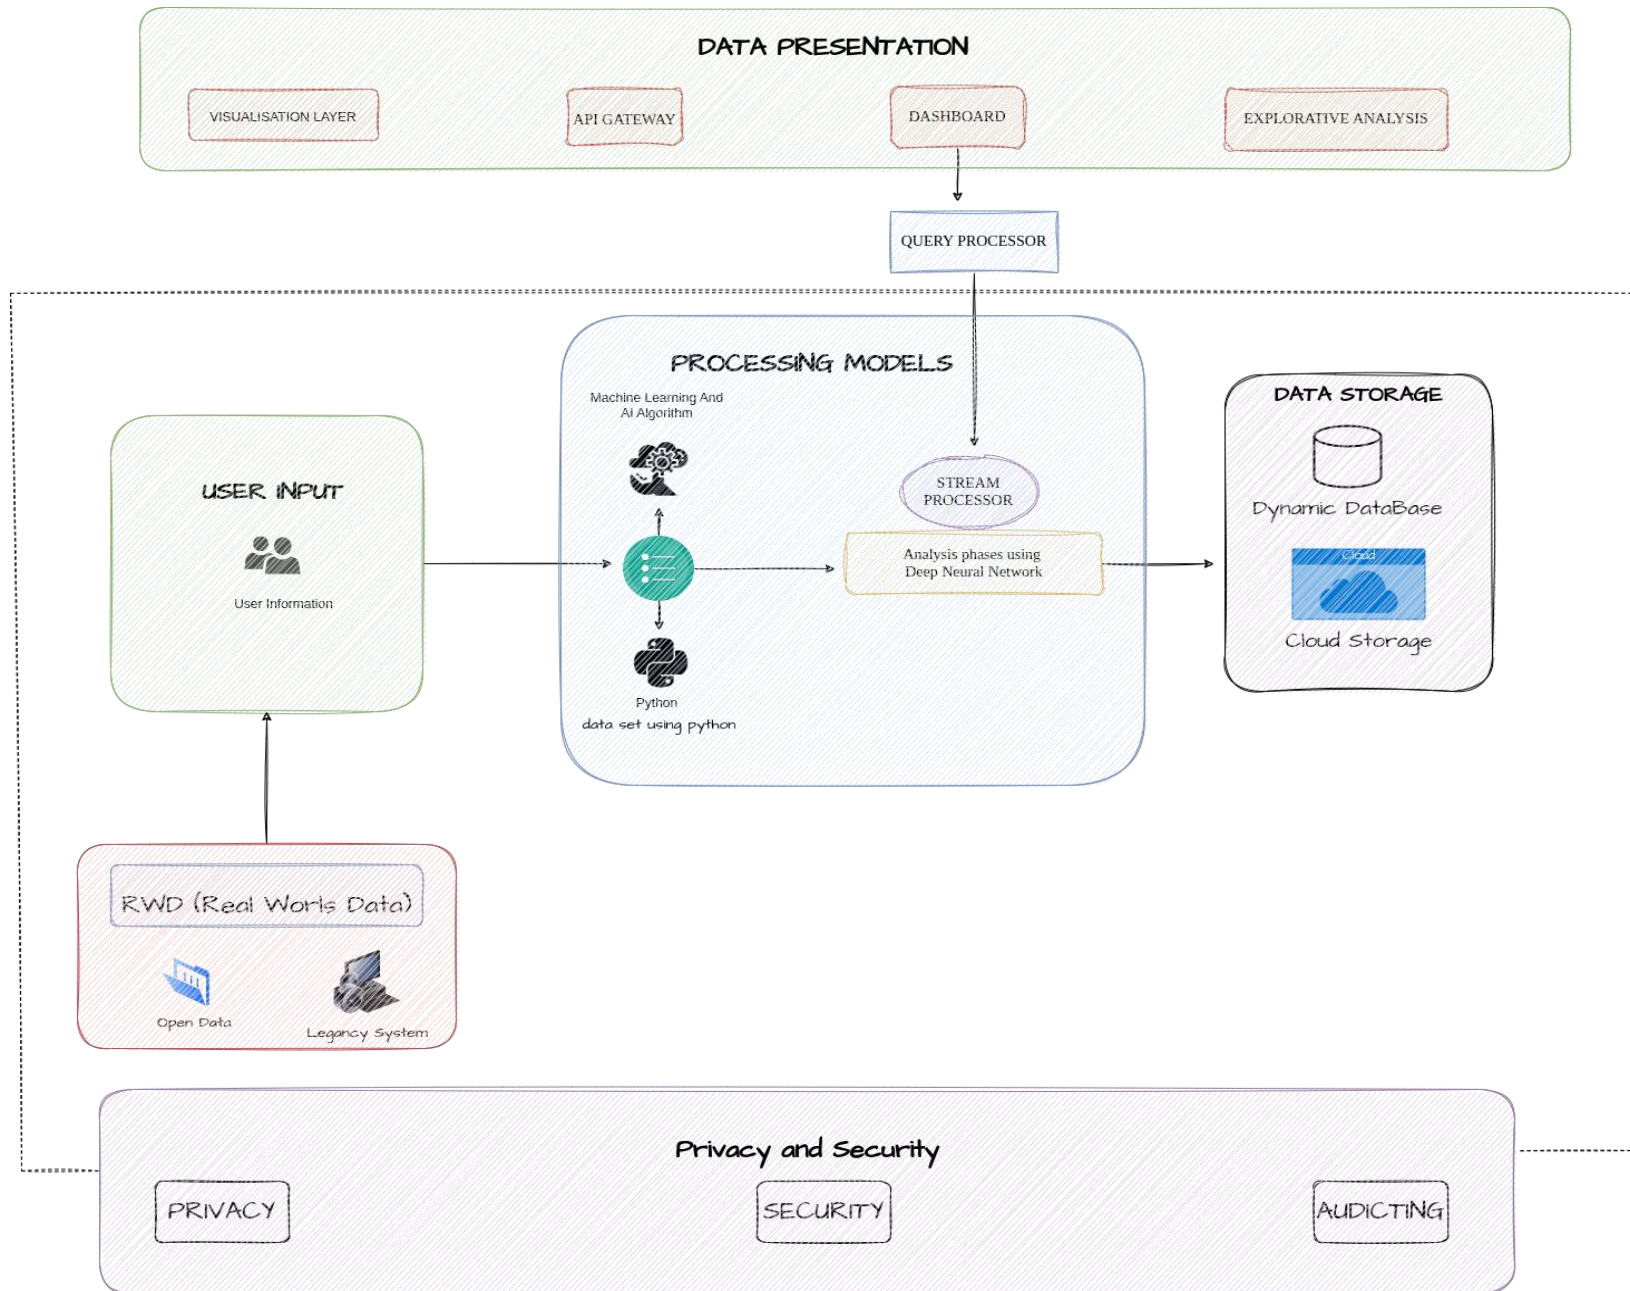 DATA PRESENTATION
VISUALISATION LAYER
API GATEWAY
DASHBOARD
EXPLORATIVE ANALYSIS
QUERY PROCESSOR
PROCESSING MODELS
Machine Learning And
AI Algorithm
STREAM
PROCESSOR
Analysis phases using
Deep Neural Network
Python
data set using python
DATA STORAGE
Dynamic DataBase
Cloud
Cloud Storage
USER INPUT
User Information
RWD (Real Worls Data)
Open Data
Legancy System
Privacy and Security
PRIVACY
SECURITY
AUDICTING